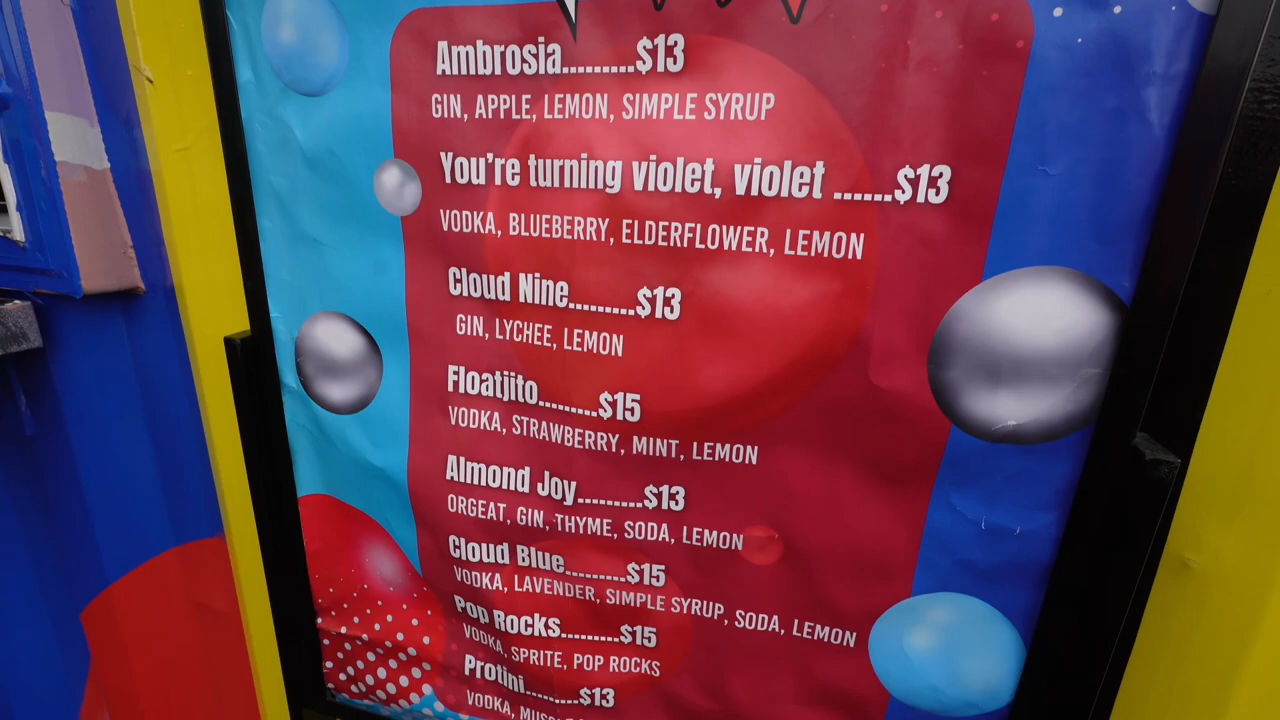 Ambrosia.........$13
GIN, APPLE, LEMON, SIMPLE SYRUP
You're turning violet, violet ......$13
VODKA, BLUEBERRY, ELDERFLOWER, LEMON
Cloud Nine.........$13
GIN, LYCHEE, LEMON
Floatjito.........$15
VODKA, STRAWBERRY, MINT, LEMON
Almond Joy.........$13
ORGEAT, GIN, THYME, SODA, LEMON
Cloud Blue.........$15
VODKA, LAVENDER, SIMPLE SYRUP, SODA, LEMON
Pop Rocks.........$15
VODKA, SPRITE, POP ROCKS
Protini.........$13
VODKA,